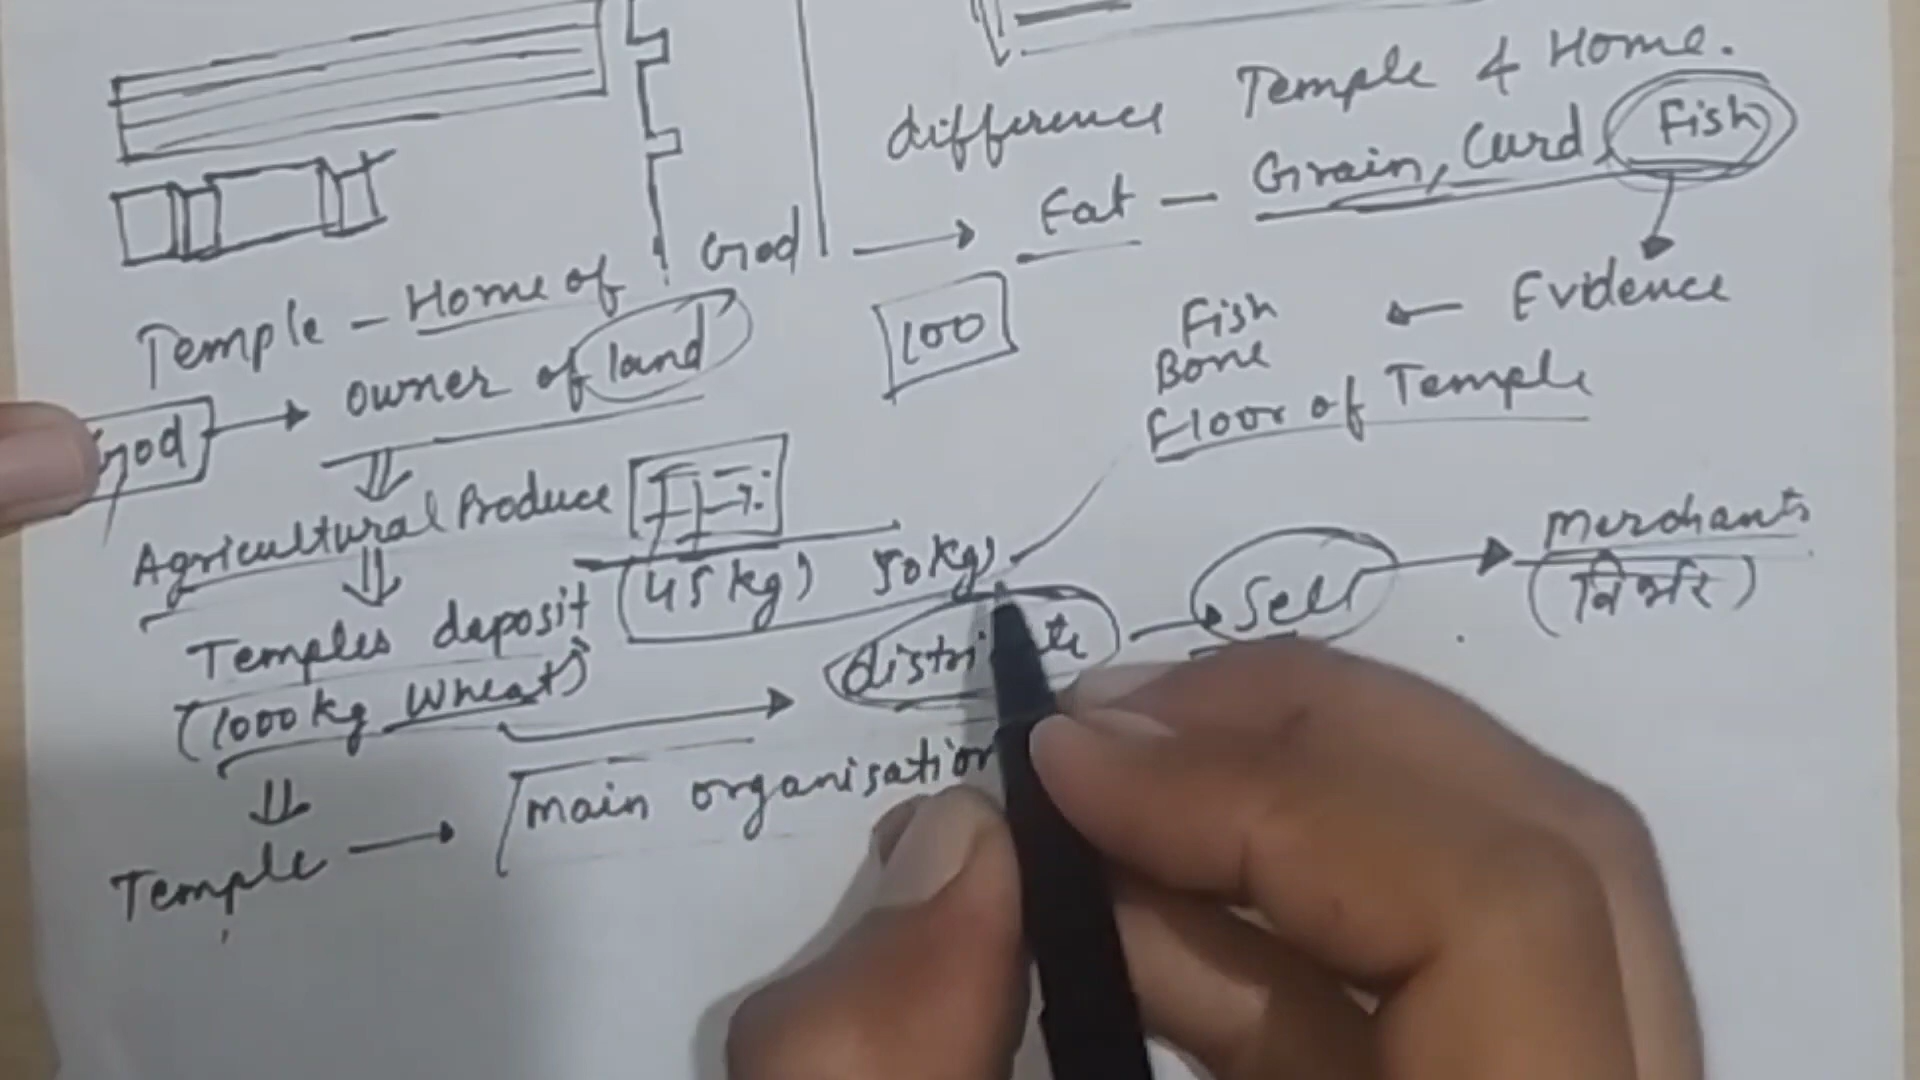 difference Temple & Home.
Eat — Grain, Curd, Fish
Evidence
Fish
Bone
Floor of Temple
100
Temple – Home of God
God → owner of land
Agricultural Produce
Temples deposit (45 kg) 50 kg)
(1000 kg Wheat)
→ Sell → Merchants
Temple → main organisation